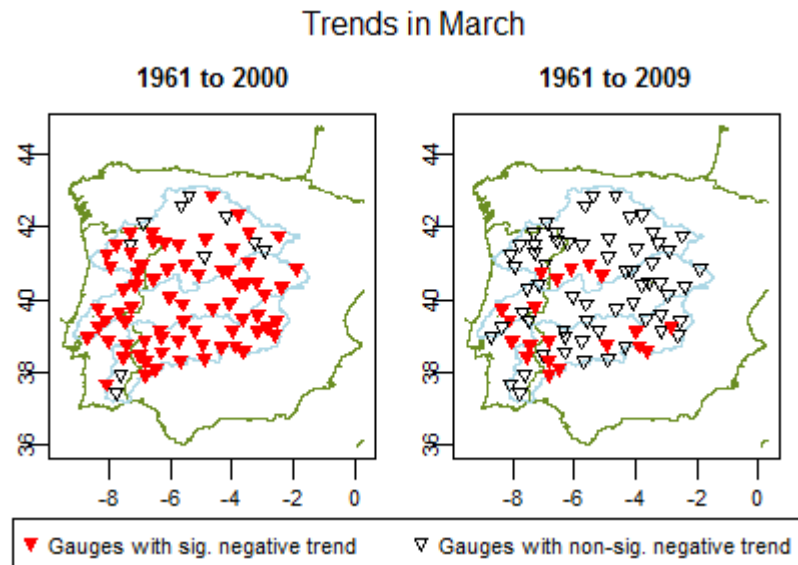 Trends in March
1961 to 2000
1961 to 2009
44
42
40
38
36
-8 -6 -4 -2 0
44
42
40
38
36
-8 -6 -4 -2 0
Gauges with sig. negative trend
Gauges with non-sig. negative trend